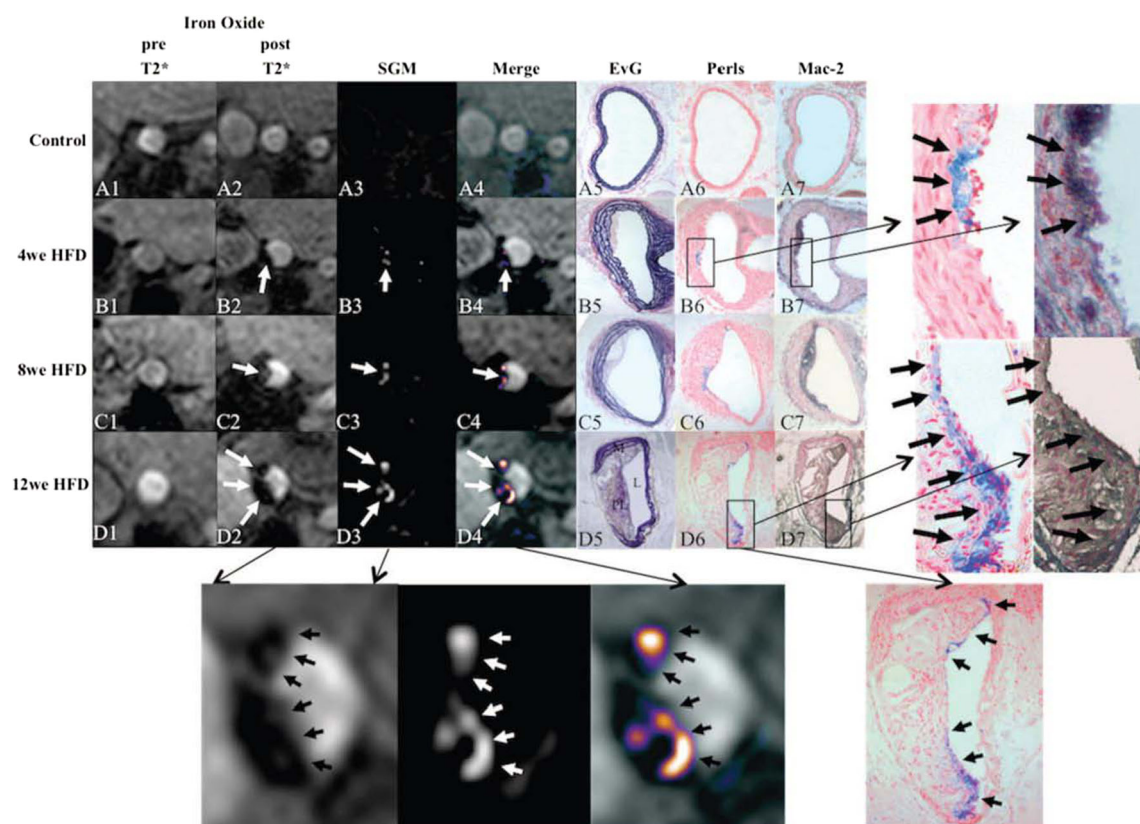 Iron Oxide
pre post
T2* T2* SGM Merge EvG Perls Mac-2
Control
A1 A2 A3 A4 A5 A6 A7
4we HFD
B1 B2 B3 B4 B5 B6 B7
8we HFD
C1 C2 C3 C4 C5 C6 C7
12we HFD
L
PL
D1 D2 D3 D4 D5 D6 D7